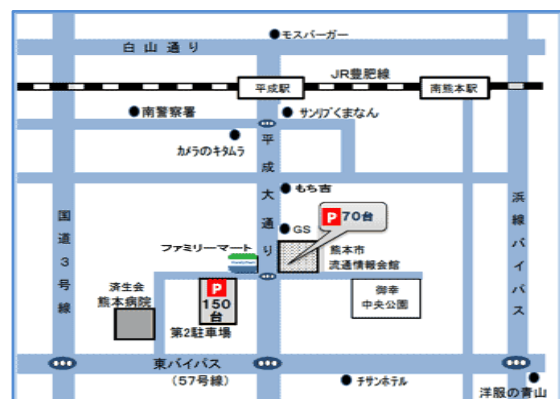 モスバーガー
白山通り
JR豊肥線
平成駅
南熊本駅
南警察署
サンリブくまなん
カメラのキタムラ
平成大通り
もち吉
国道3号線
浜線バイパス
P70台
GS
ファミリーマート
熊本市
流通情報会館
済生会
熊本病院
P
150
台
第2駐車場
御幸
中央公園
東バイパス
(57号線)
チサンホテル
洋服の青山